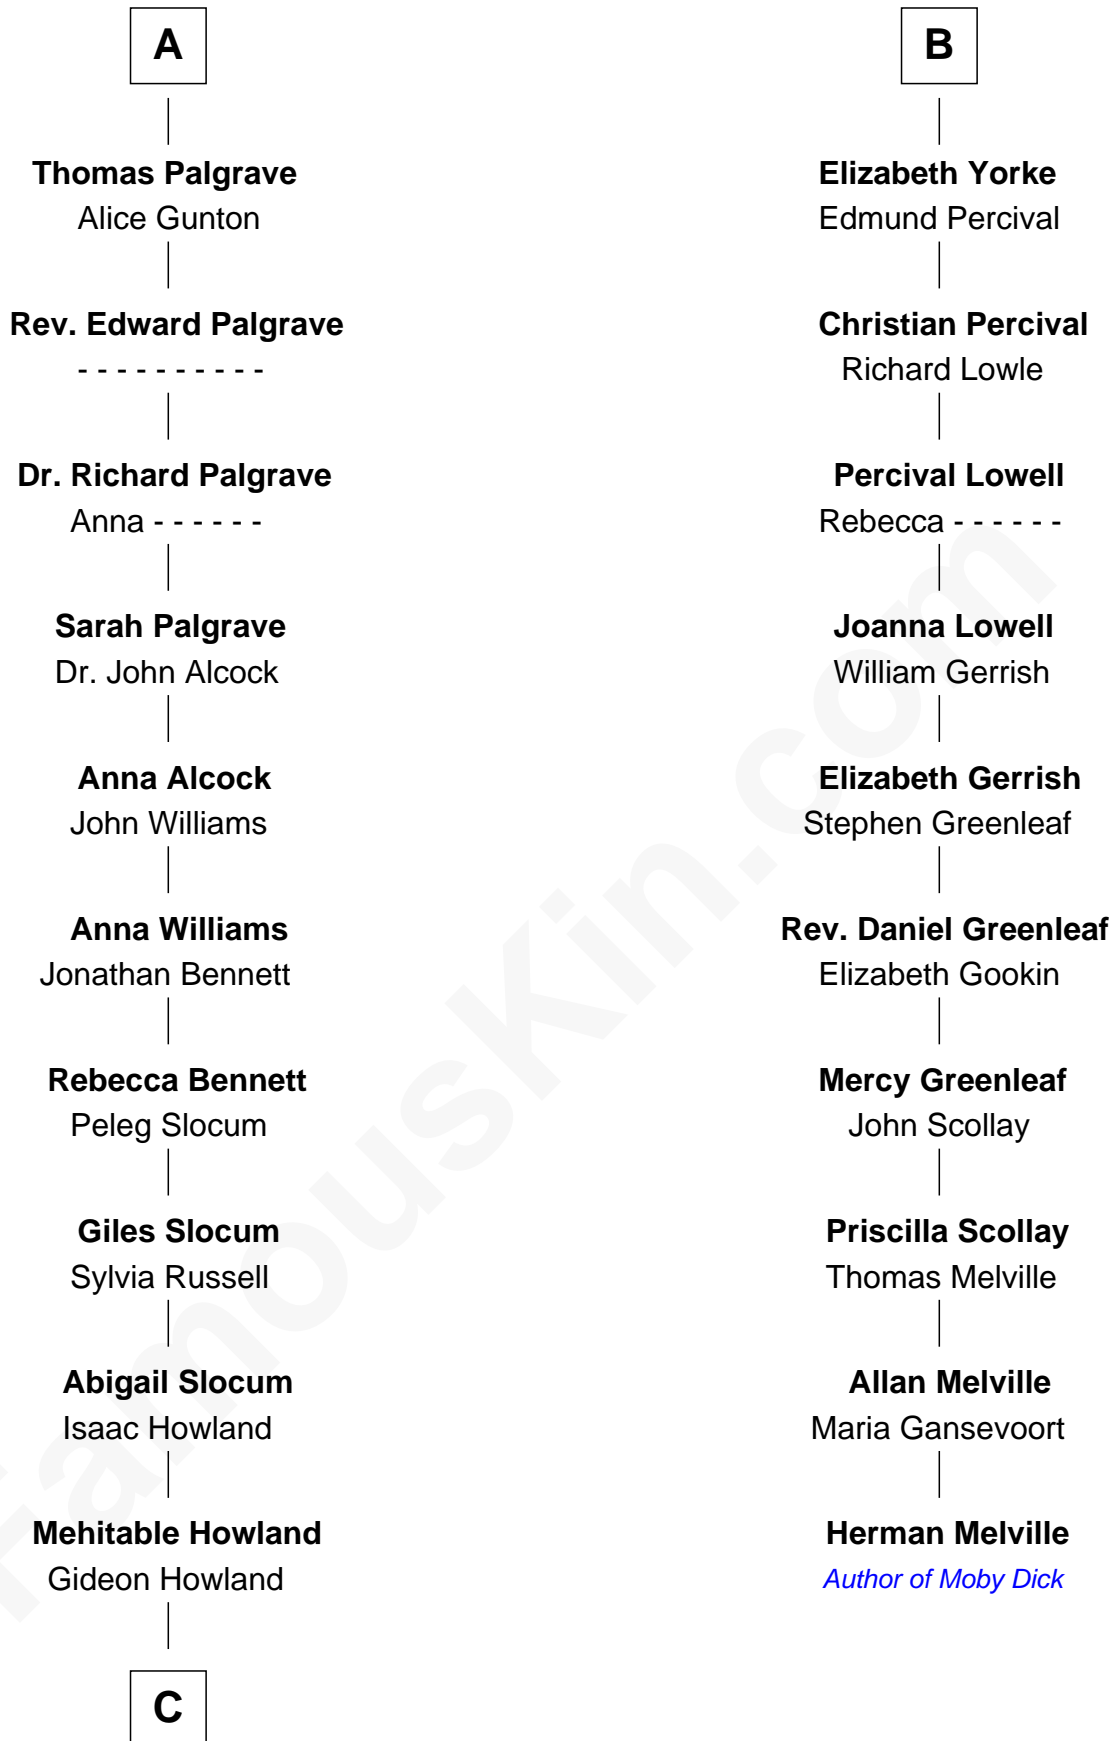 A
Thomas Palgrave
Alice Gunton
Rev. Edward Palgrave
- - - - - - - - - -
Dr. Richard Palgrave
Anna - - - - - -
Sarah Palgrave
Dr. John Alcock
Anna Alcock
John Williams
Anna Williams
Jonathan Bennett
Rebecca Bennett
Peleg Slocum
Giles Slocum
Sylvia Russell
Abigail Slocum
Isaac Howland
Mehitable Howland
Gideon Howland
C
B
Elizabeth Yorke
Edmund Percival
Christian Percival
Richard Lowle
Percival Lowell
Rebecca - - - - - -
Joanna Lowell
William Gerrish
Elizabeth Gerrish
Stephen Greenleaf
Rev. Daniel Greenleaf
Elizabeth Gookin
Mercy Greenleaf
John Scollay
Priscilla Scollay
Thomas Melville
Allan Melville
Maria Gansevoort
Herman Melville
Author of Moby Dick
FamousKin.com